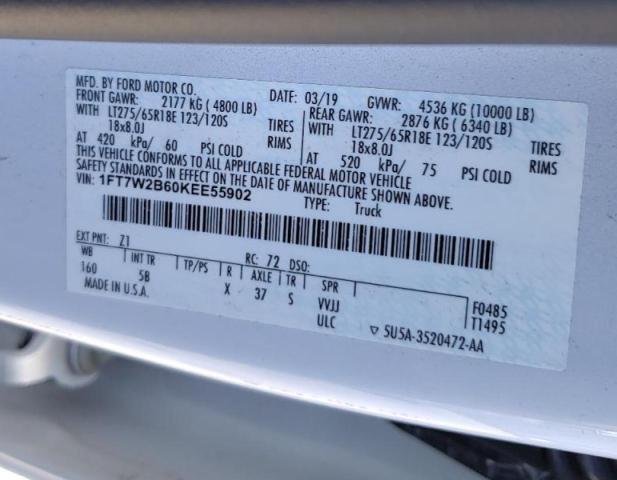 MFD. BY FORD MOTOR CO. DATE: 03/19 GVWR: 4536 KG (10000 LB)
FRONT GAWR: 2177 KG (4800 LB) REAR GAWR: 2876 KG (6340 LB)
WITH LT275/65R18E 123/120S TIRES WITH LT275/65R18E 123/120S TIRES
18x8.0J RIMS 18x8.0J RIMS
AT 420 kPa/ 60 PSI COLD AT 520 kPa/ 75 PSI COLD
THIS VEHICLE CONFORMS TO ALL APPLICABLE FEDERAL MOTOR VEHICLE
SAFETY STANDARDS IN EFFECT ON THE DATE OF MANUFACTURE SHOWN ABOVE.
VIN: 1FT7W2B60KEE55902 TYPE: Truck
EXT PNT: Z1 RC: 72 DSO:
WB INT TR TP/PS R AXLE TR SPR
160 5B X 37 S VVJJ F0485
MADE IN U.S.A. ULC T1495
▽ 5U5A-3520472-AA